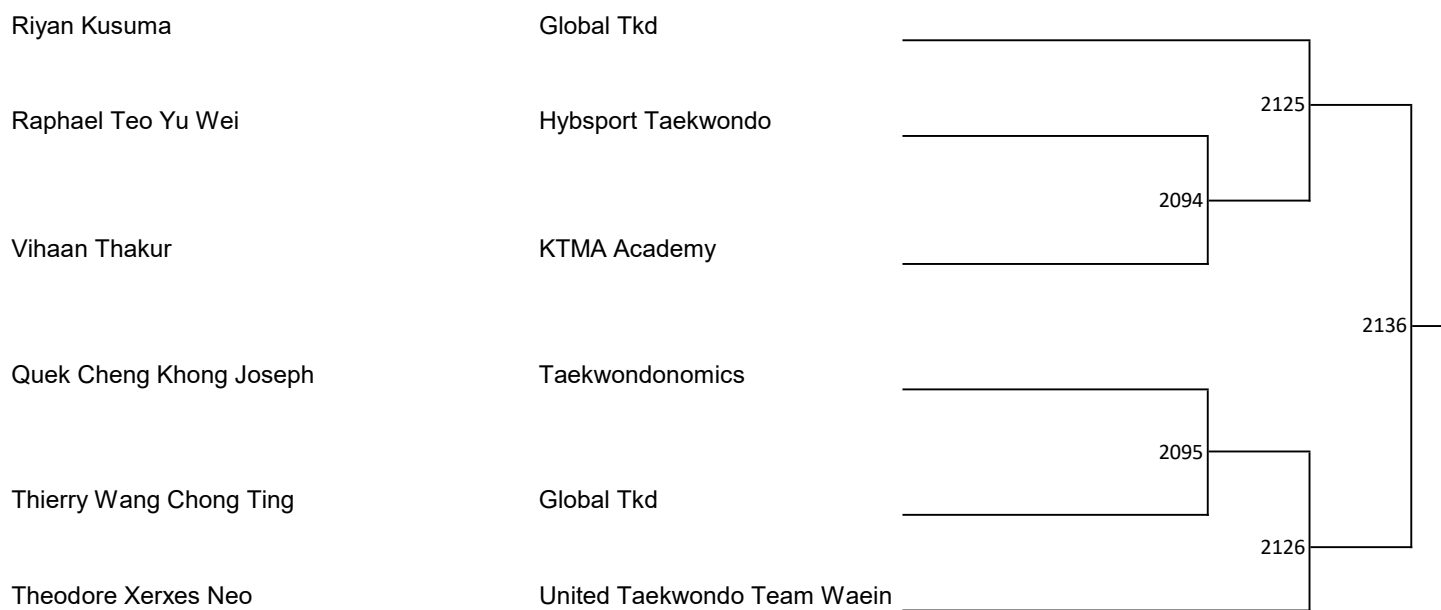 Riyan Kusuma Global Tkd
2125
Raphael Teo Yu Wei Hybsport Taekwondo
2094
Vihaan Thakur KTMA Academy
2136
Quek Cheng Khong Joseph Taekwondonomics
2095
Thierry Wang Chong Ting Global Tkd
2126
Theodore Xerxes Neo United Taekwondo Team Waein